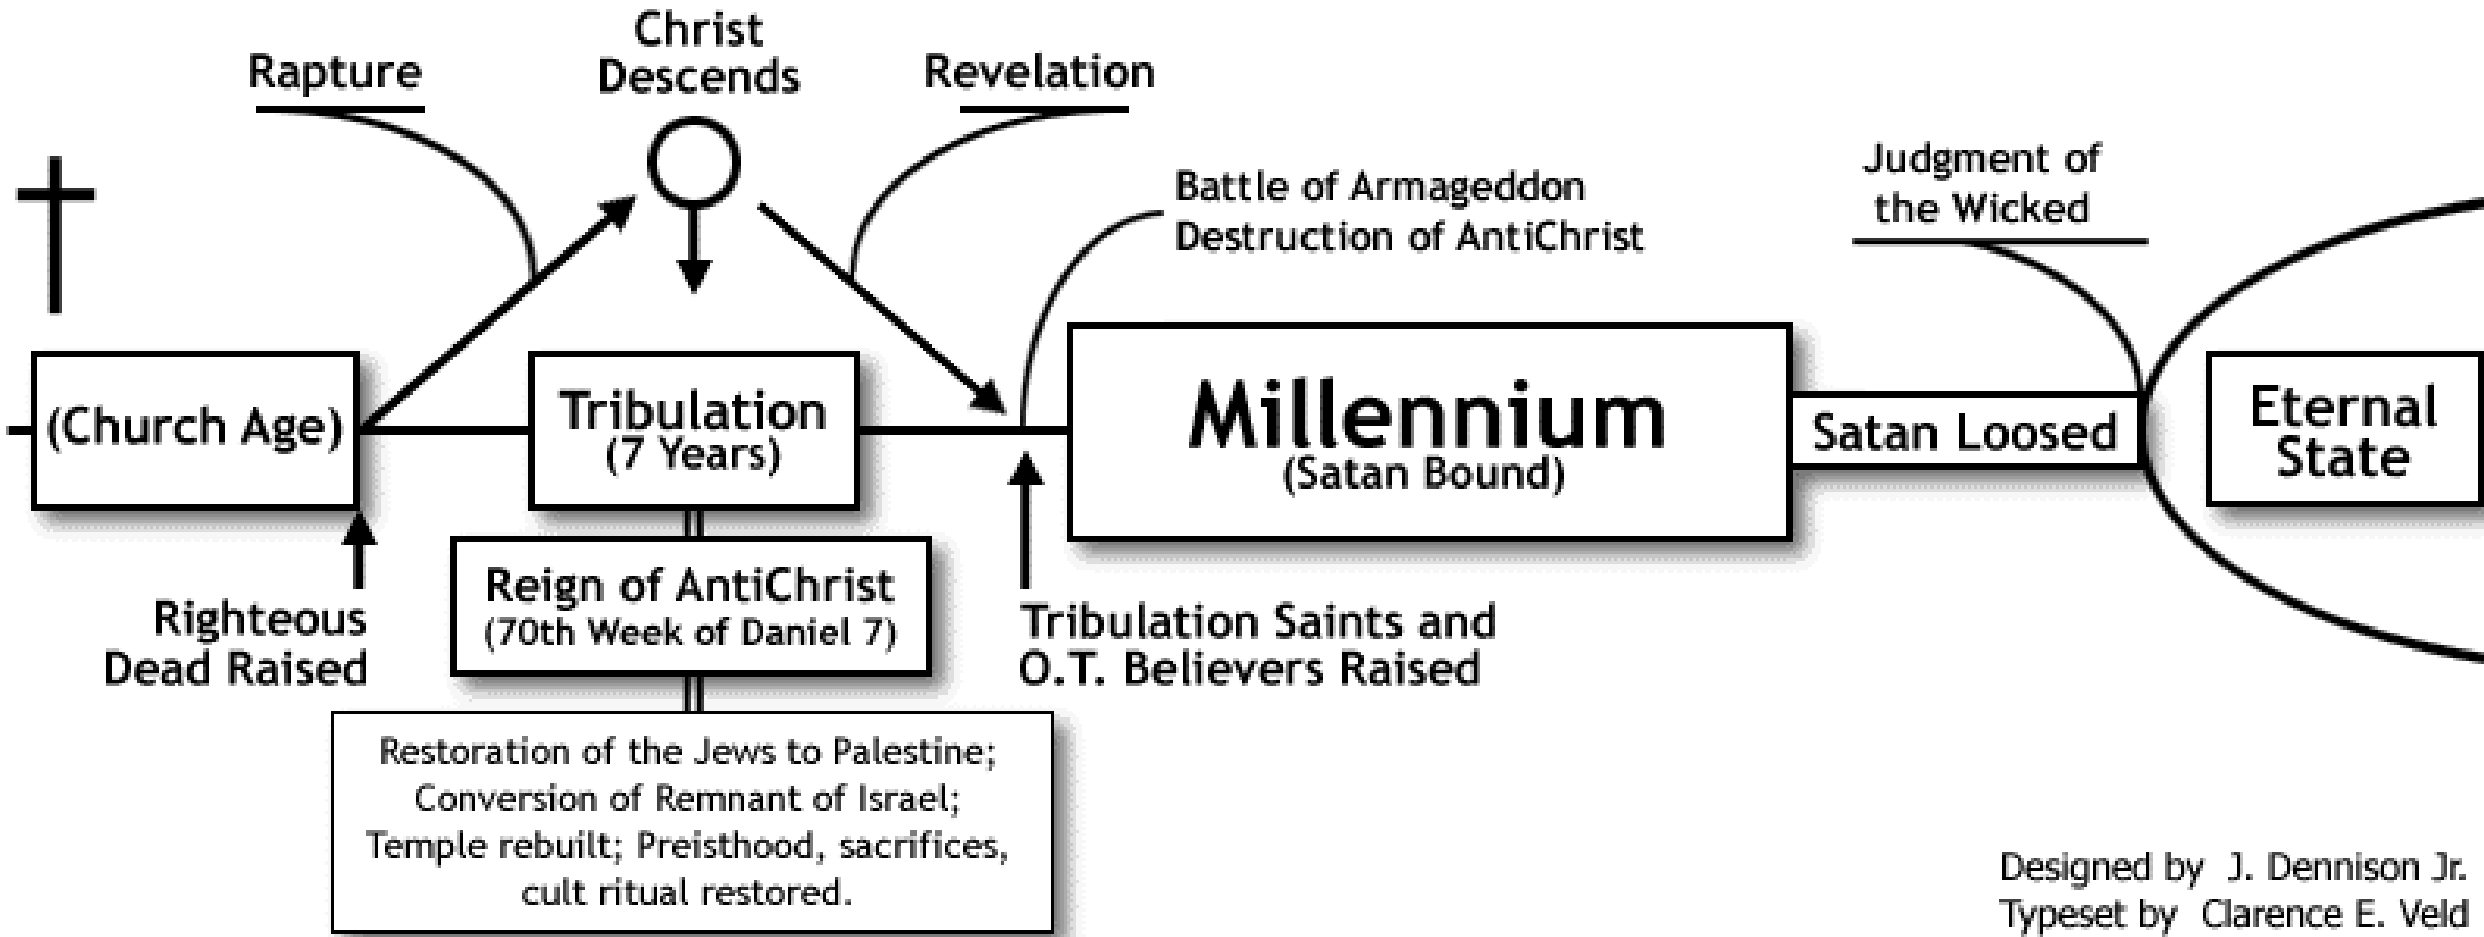 Rapture
Christ
Descends
Revelation
Battle of Armageddon
Destruction of AntiChrist
Judgment of
the Wicked
(Church Age)
Tribulation
(7 Years)
Millennium
(Satan Bound)
Satan Loosed
Eternal
State
Righteous
Dead Raised
Reign of AntiChrist
(70th Week of Daniel 7)
Tribulation Saints and
O.T. Believers Raised
Restoration of the Jews to Palestine;
Conversion of Remnant of Israel;
Temple rebuilt; Preisthood, sacrifices,
cult ritual restored.
Designed by J. Dennison Jr.
Typeset by Clarence E. Veld